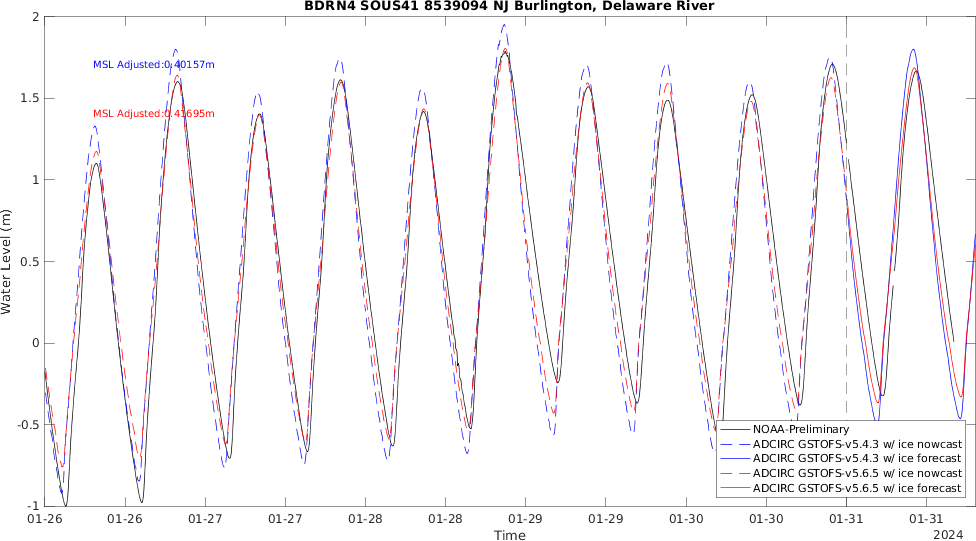 BDRN4 SOUS41 8539094 NJ Burlington, Delaware River
2
MSL Adjusted:0.40157m
1.5
MSL Adjusted:0.41695m
1
0.5
0
-0.5
-1
Water Level (m)
NOAA-Preliminary
ADCIRC GSTOFS-v5.4.3 w/ ice nowcast
ADCIRC GSTOFS-v5.4.3 w/ ice forecast
ADCIRC GSTOFS-v5.6.5 w/ ice nowcast
ADCIRC GSTOFS-v5.6.5 w/ ice forecast
01-26 01-26 01-27 01-27 01-28 01-28 01-29 01-29 01-30 01-30 01-31 01-31
2024
Time